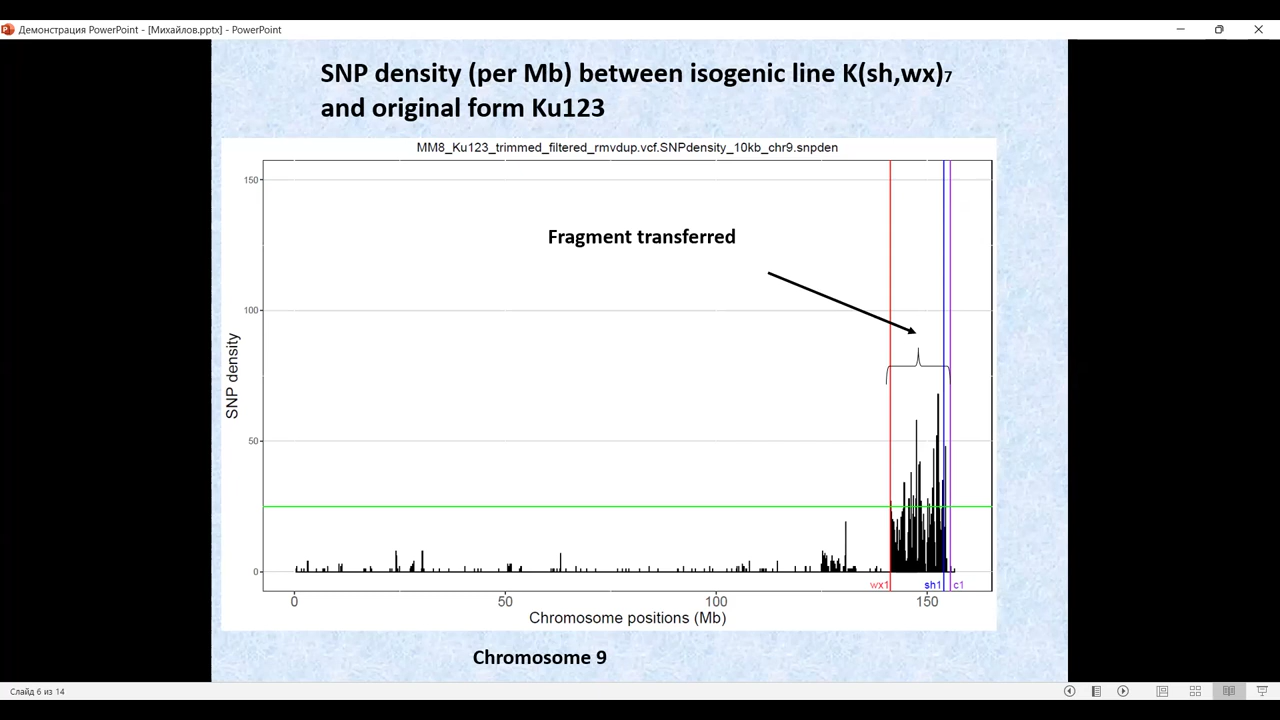 Демонстрация PowerPoint - [Михайлов.pptx] - PowerPoint
SNP density (per Mb) between isogenic line K(sh,wx)7
and original form Ku123
MM8_Ku123_trimmed_filtered_rmvdup.vcf.SNPdensity_10kb_chr9.snpden
150
Fragment transferred
100
SNP density
50
0
wx1 sh1 c1
0 50 100 150
Chromosome positions (Mb)
Chromosome 9
Слайд 6 из 14